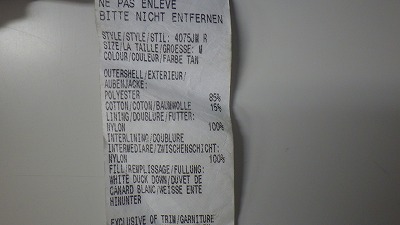 NE PAS ENLEVE
BITTE NICHT ENTFERNEN
STYLE/STYLE/STIL: 4075JM R
SIZE/LA TAILLE/GROESSE: M
COLOUR/COULEUR/FARBE TAN
OUTERSHELL/EXTERIEUR/
AUBENJACKE:
POLYESTER 85%
COTTON/COTON/BAUMWOLLE 15%
LINING/DOUBLURE/FUTTER:
NYLON 100%
INTERLINING/DOUBLURE
INTERMEDIARE/ZWISCHENSCHICHT:
NYLON 100%
FILL/REMPLISSAGE/FULLUNG:
WHITE DUCK DOWN/DUVET DE
CANARD BLANC/WEISSE ENTE
HINUNTER
EXCLUSIVE OF TRIM/GARNITURE